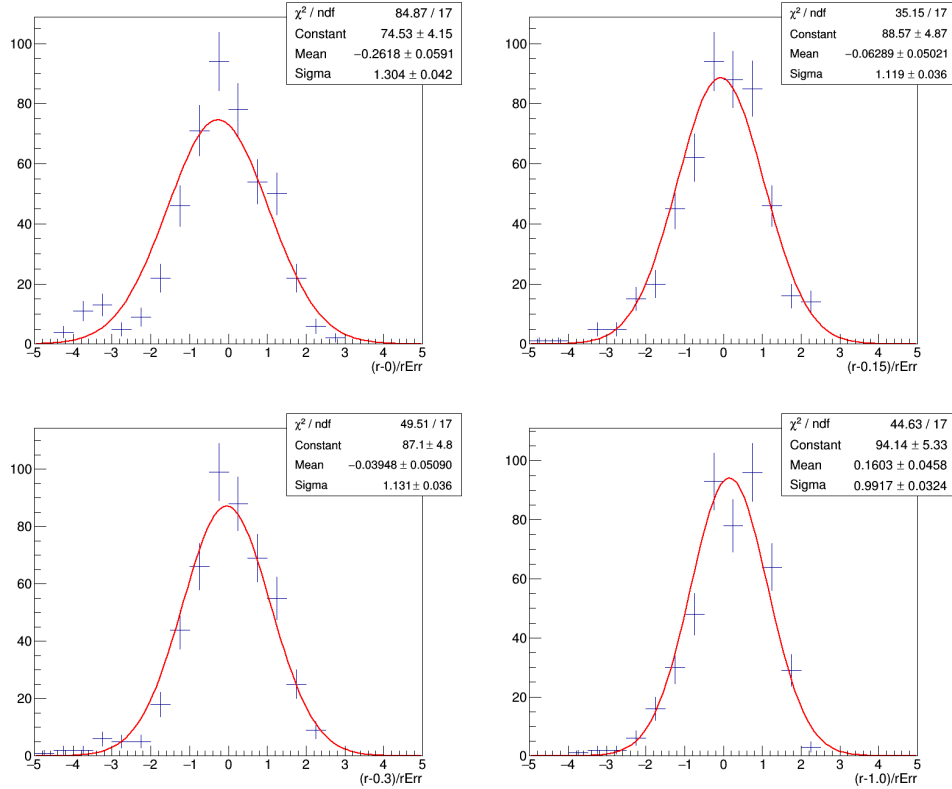 χ² / ndf 84.87 / 17
Constant 74.53 ± 4.15
Mean −0.2618 ± 0.0591
Sigma 1.304 ± 0.042
100
80
60
40
20
0
−5 −4 −3 −2 −1 0 1 2 3 4 5
(r-0)/rErr
χ² / ndf 35.15 / 17
Constant 88.57 ± 4.87
Mean −0.06289 ± 0.05021
Sigma 1.119 ± 0.036
100
80
60
40
20
0
−5 −4 −3 −2 −1 0 1 2 3 4 5
(r-0.15)/rErr
χ² / ndf 49.51 / 17
Constant 87.1 ± 4.8
Mean −0.03948 ± 0.05090
Sigma 1.131 ± 0.036
100
80
60
40
20
0
−5 −4 −3 −2 −1 0 1 2 3 4 5
(r-0.3)/rErr
χ² / ndf 44.63 / 17
Constant 94.14 ± 5.33
Mean 0.1603 ± 0.0458
Sigma 0.9917 ± 0.0324
100
80
60
40
20
0
−5 −4 −3 −2 −1 0 1 2 3 4 5
(r-1.0)/rErr